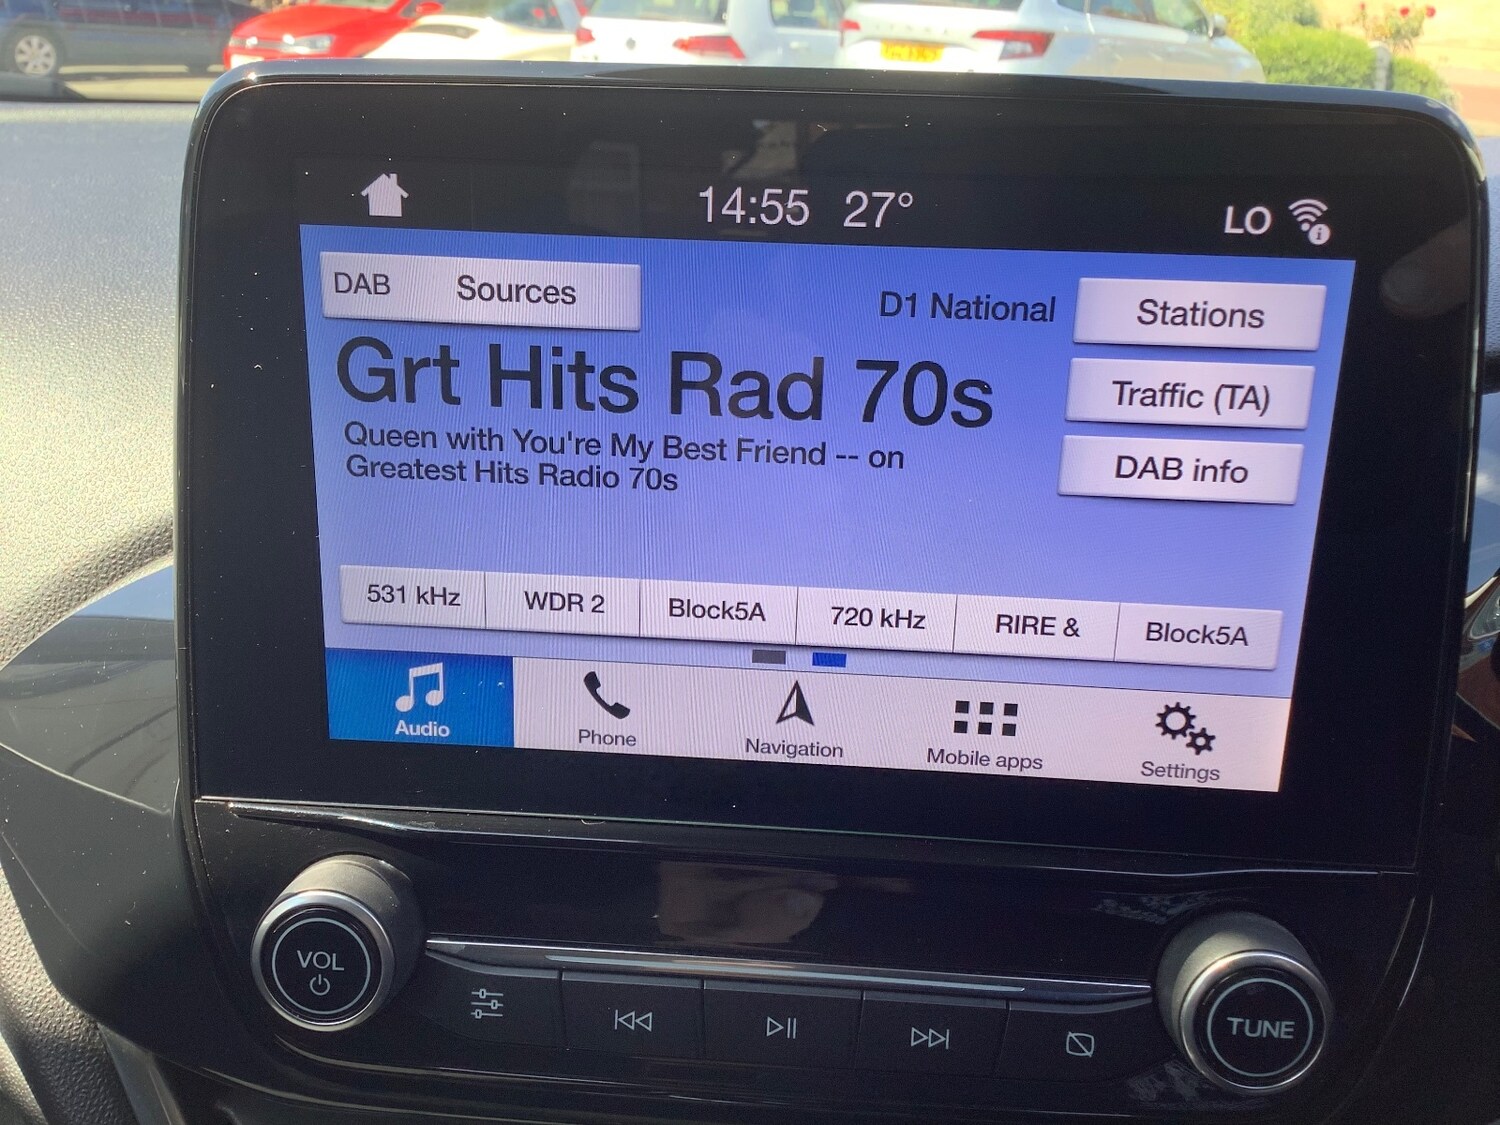 14:55 27° LO
DAB Sources
D1 National
Stations
Grt Hits Rad 70s
Traffic (TA)
Queen with You're My Best Friend -- on
Greatest Hits Radio 70s
DAB info
531 kHz WDR 2 Block5A 720 kHz RIRE & Block5A
Audio Phone Navigation Mobile apps Settings
VOL
TUNE